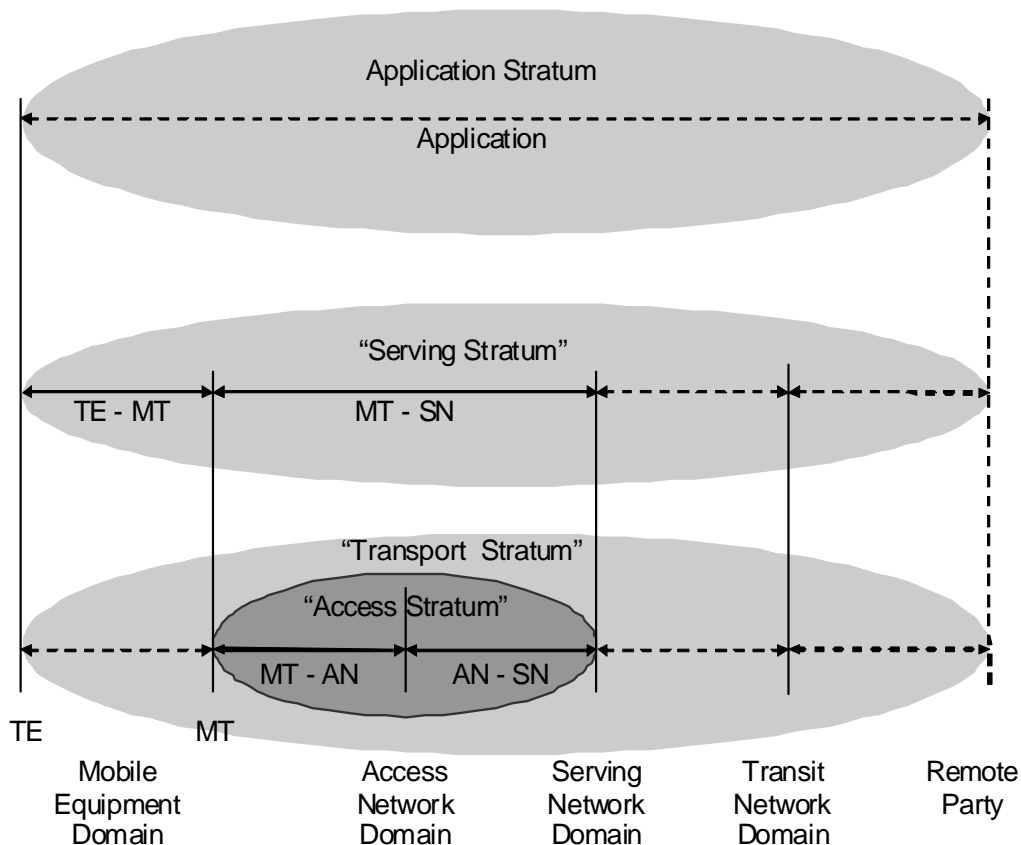 Application Stratum
Application
“Serving Stratum”
TE - MT
MT - SN
“Transport Stratum”
“Access Stratum”
MT - AN
AN - SN
TE
MT
Mobile
Equipment
Domain
Access
Network
Domain
Serving
Network
Domain
Transit
Network
Domain
Remote
Party